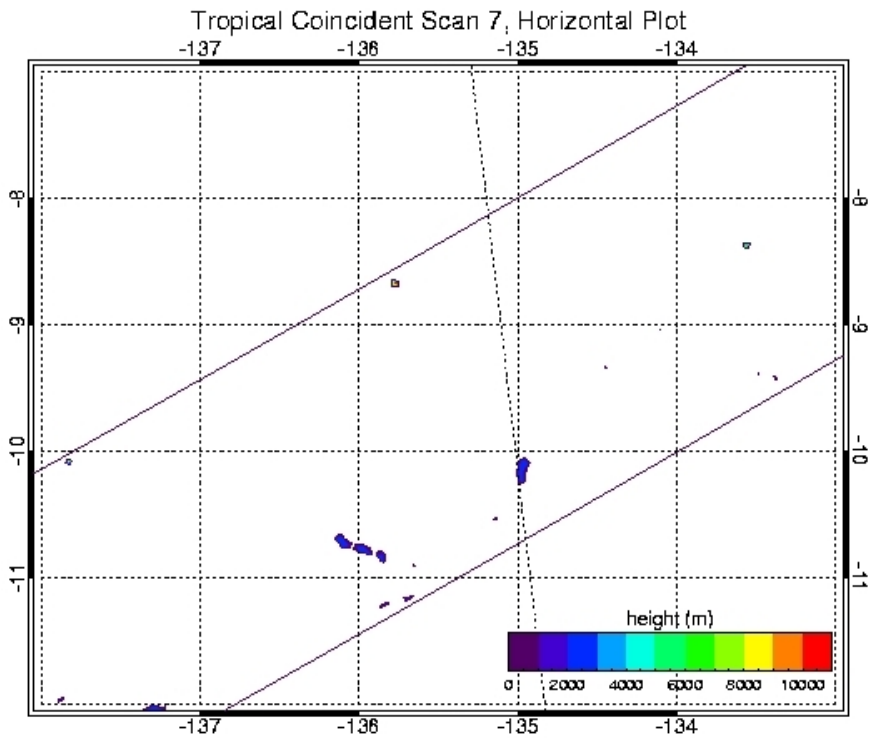 Tropical Coincident Scan 7, Horizontal Plot
-137 -136 -135 -134
-8 -8
-9 -9
-10 -10
-11 -11
height (m)
0 2000 4000 6000 8000 10000
-137 -136 -135 -134